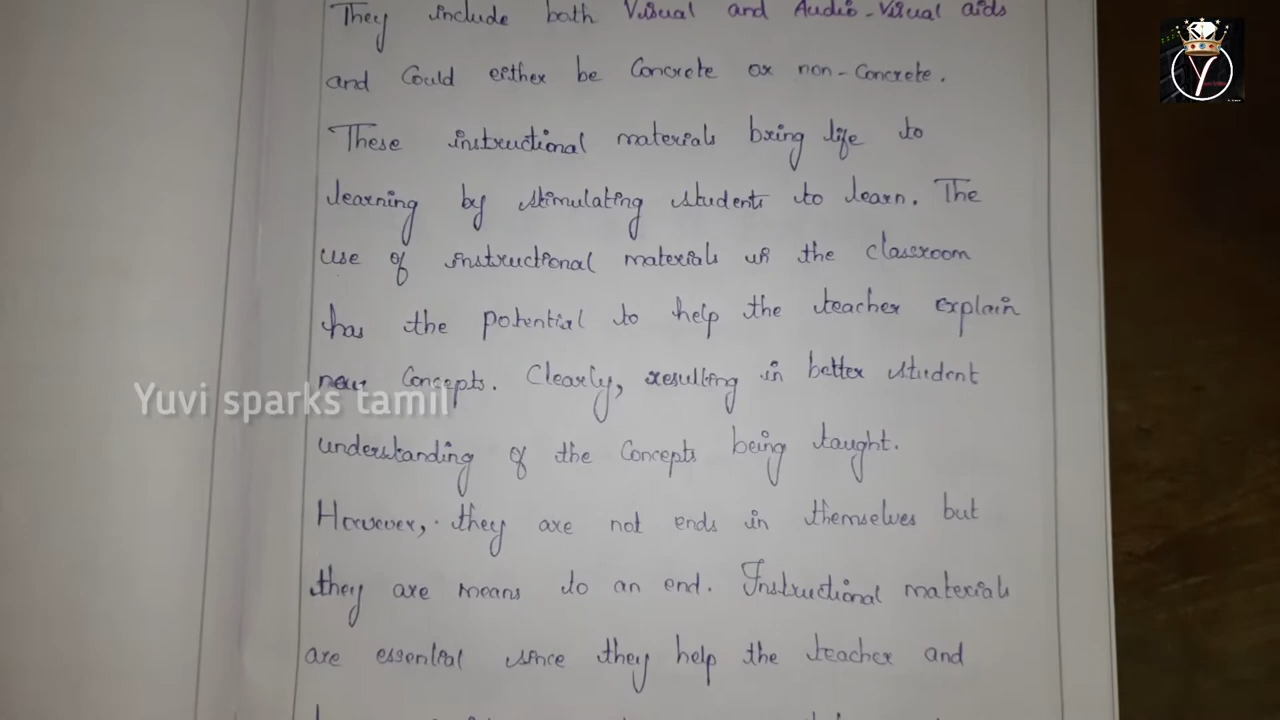 They include both Visual and Audio-Visual aids
and Could either be Concrete or non-Concrete.
These instructional materials bring life to
learning by stimulating students to learn. The
use of instructional materials in the classroom
has the potential to help the teacher explain
new Concepts. Clearly, resulting in better student
understanding of the Concepts being taught.
However, they are not ends in themselves but
they are means to an end. Instructional materials
are essential since they help the teacher and
Yuvi sparks tamil
Y